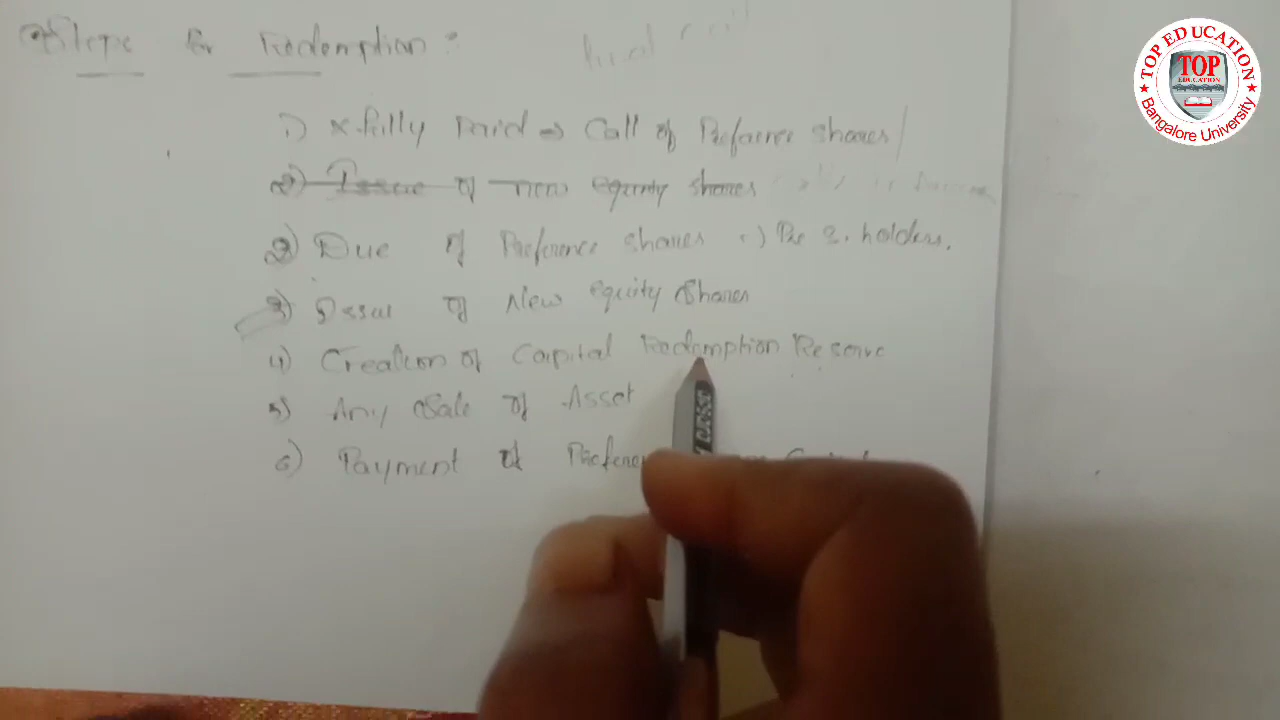 Steps for Redemption:
final call
1) * fully Paid => Call of Preference shares/
2) Issue of new equity shares
2) Due of Preference shares :) Pre S. holders.
3) Issue of New equity Shares
4) Creation of Capital Redemption Reserve
5) Any Sale of Asset
6) Payment of
TOP EDUCATION
TOP
EDUCATION
Bangalore University